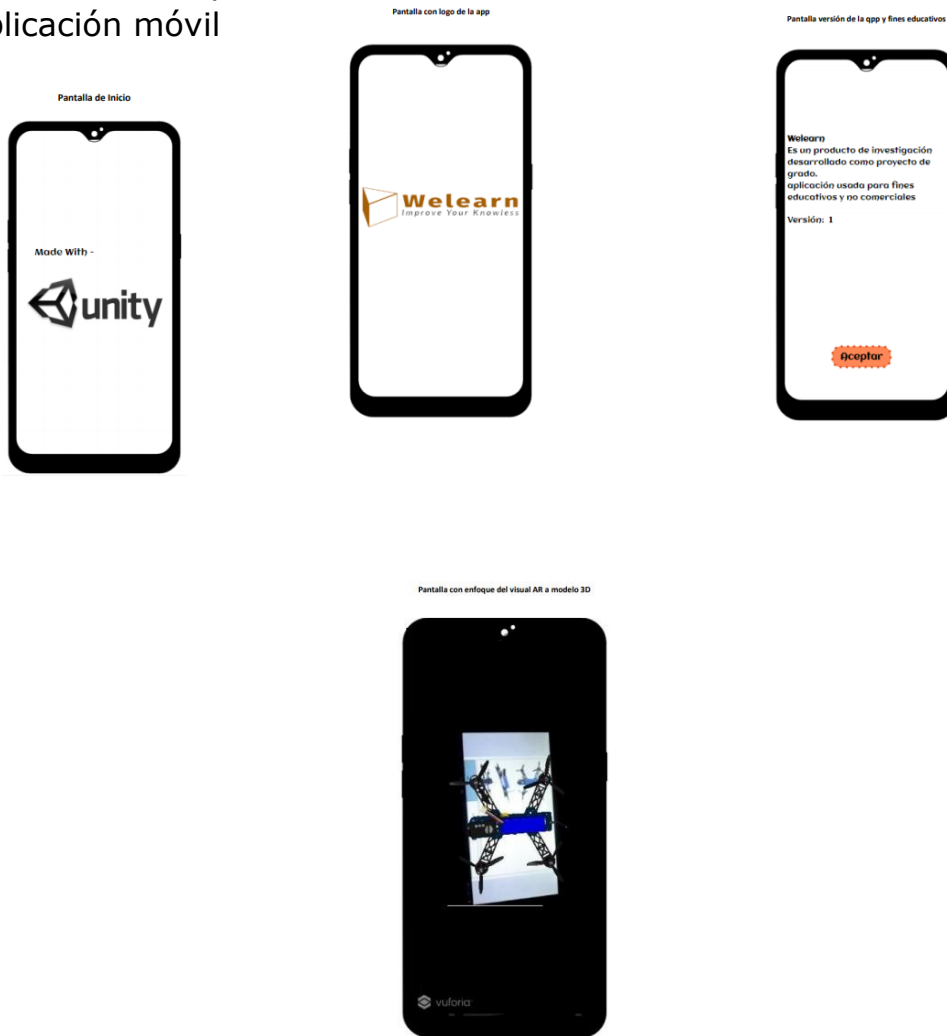 plicación móvil
Pantalla con logo de la app
Pantalla versión de la qpp y fines educativos
Pantalla de Inicio
Made With -
unity
Welearn
Improve Your Knowless
Welearn
Es un producto de investigación
desarrollado como proyecto de
grado.
aplicación usada para fines
educativos y no comerciales
Versión: 1
Aceptar
Pantalla con enfoque del visual AR a modelo 3D
vuforia